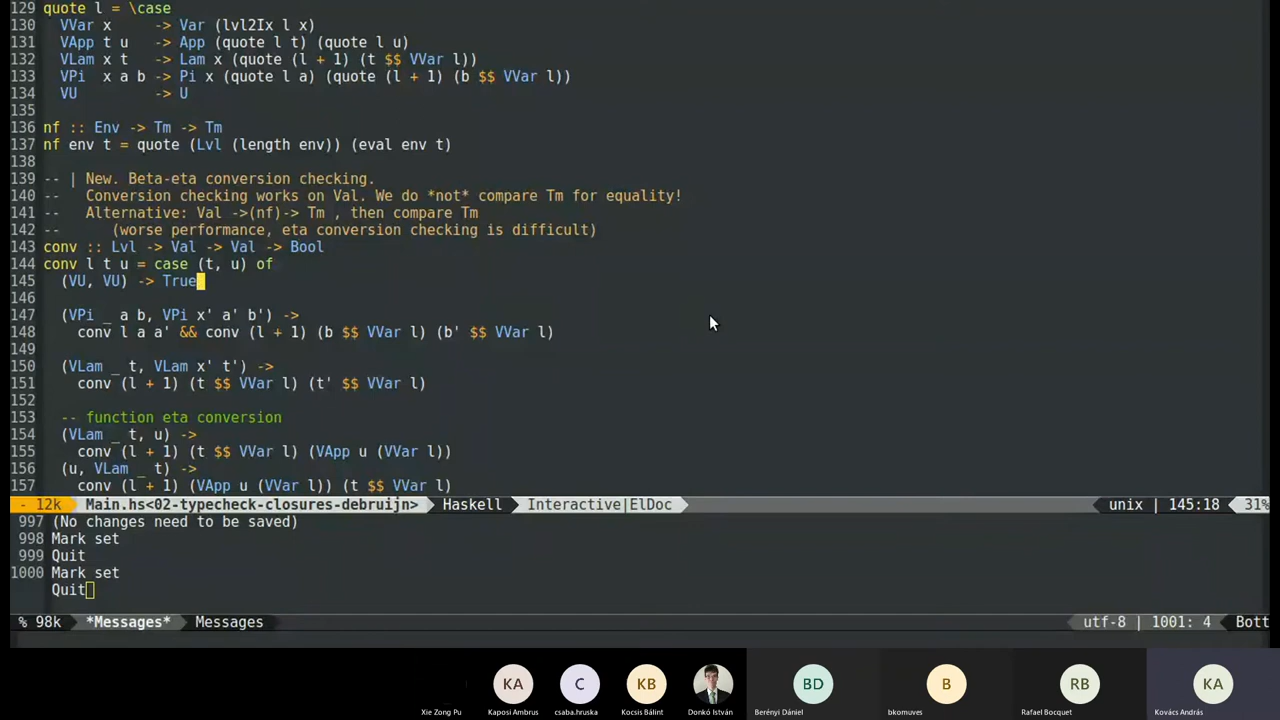 129 quote l = \case
130   VVar x     -> Var (lvl2Ix l x)
131   VApp t u   -> App (quote l t) (quote l u)
132   VLam x t   -> Lam x (quote (l + 1) (t $$ VVar l))
133   VPi  x a b -> Pi x (quote l a) (quote (l + 1) (b $$ VVar l))
134   VU         -> U
135
136 nf :: Env -> Tm -> Tm
137 nf env t = quote (Lvl (length env)) (eval env t)
138
139 -- | New. Beta-eta conversion checking.
140 --   Conversion checking works on Val. We do *not* compare Tm for equality!
141 --   Alternative: Val ->(nf)-> Tm , then compare Tm
142 --      (worse performance, eta conversion checking is difficult)
143 conv :: Lvl -> Val -> Val -> Bool
144 conv l t u = case (t, u) of
145   (VU, VU) -> True
146
147   (VPi _ a b, VPi x' a' b') ->
148     conv l a a' && conv (l + 1) (b $$ VVar l) (b' $$ VVar l)
149
150   (VLam _ t, VLam x' t') ->
151     conv (l + 1) (t $$ VVar l) (t' $$ VVar l)
152
153   -- function eta conversion
154   (VLam _ t, u) ->
155     conv (l + 1) (t $$ VVar l) (VApp u (VVar l))
156   (u, VLam _ t) ->
157     conv (l + 1) (VApp u (VVar l)) (t $$ VVar l)
- 12k Main.hs<02-typecheck-closures-debruijn> Haskell Interactive|ElDoc unix | 145:18 31%
997 (No changes need to be saved)
998 Mark set
999 Quit
1000 Mark set
Quit
% 98k *Messages* Messages utf-8 | 1001: 4 Bott
KA C KB BD B RB KA
Xie Zong Pu Kaposi Ambrus csaba.hruska Kocsis Bálint Donkó István Berényi Dániel bkomuves Rafael Bocquet Kovács András